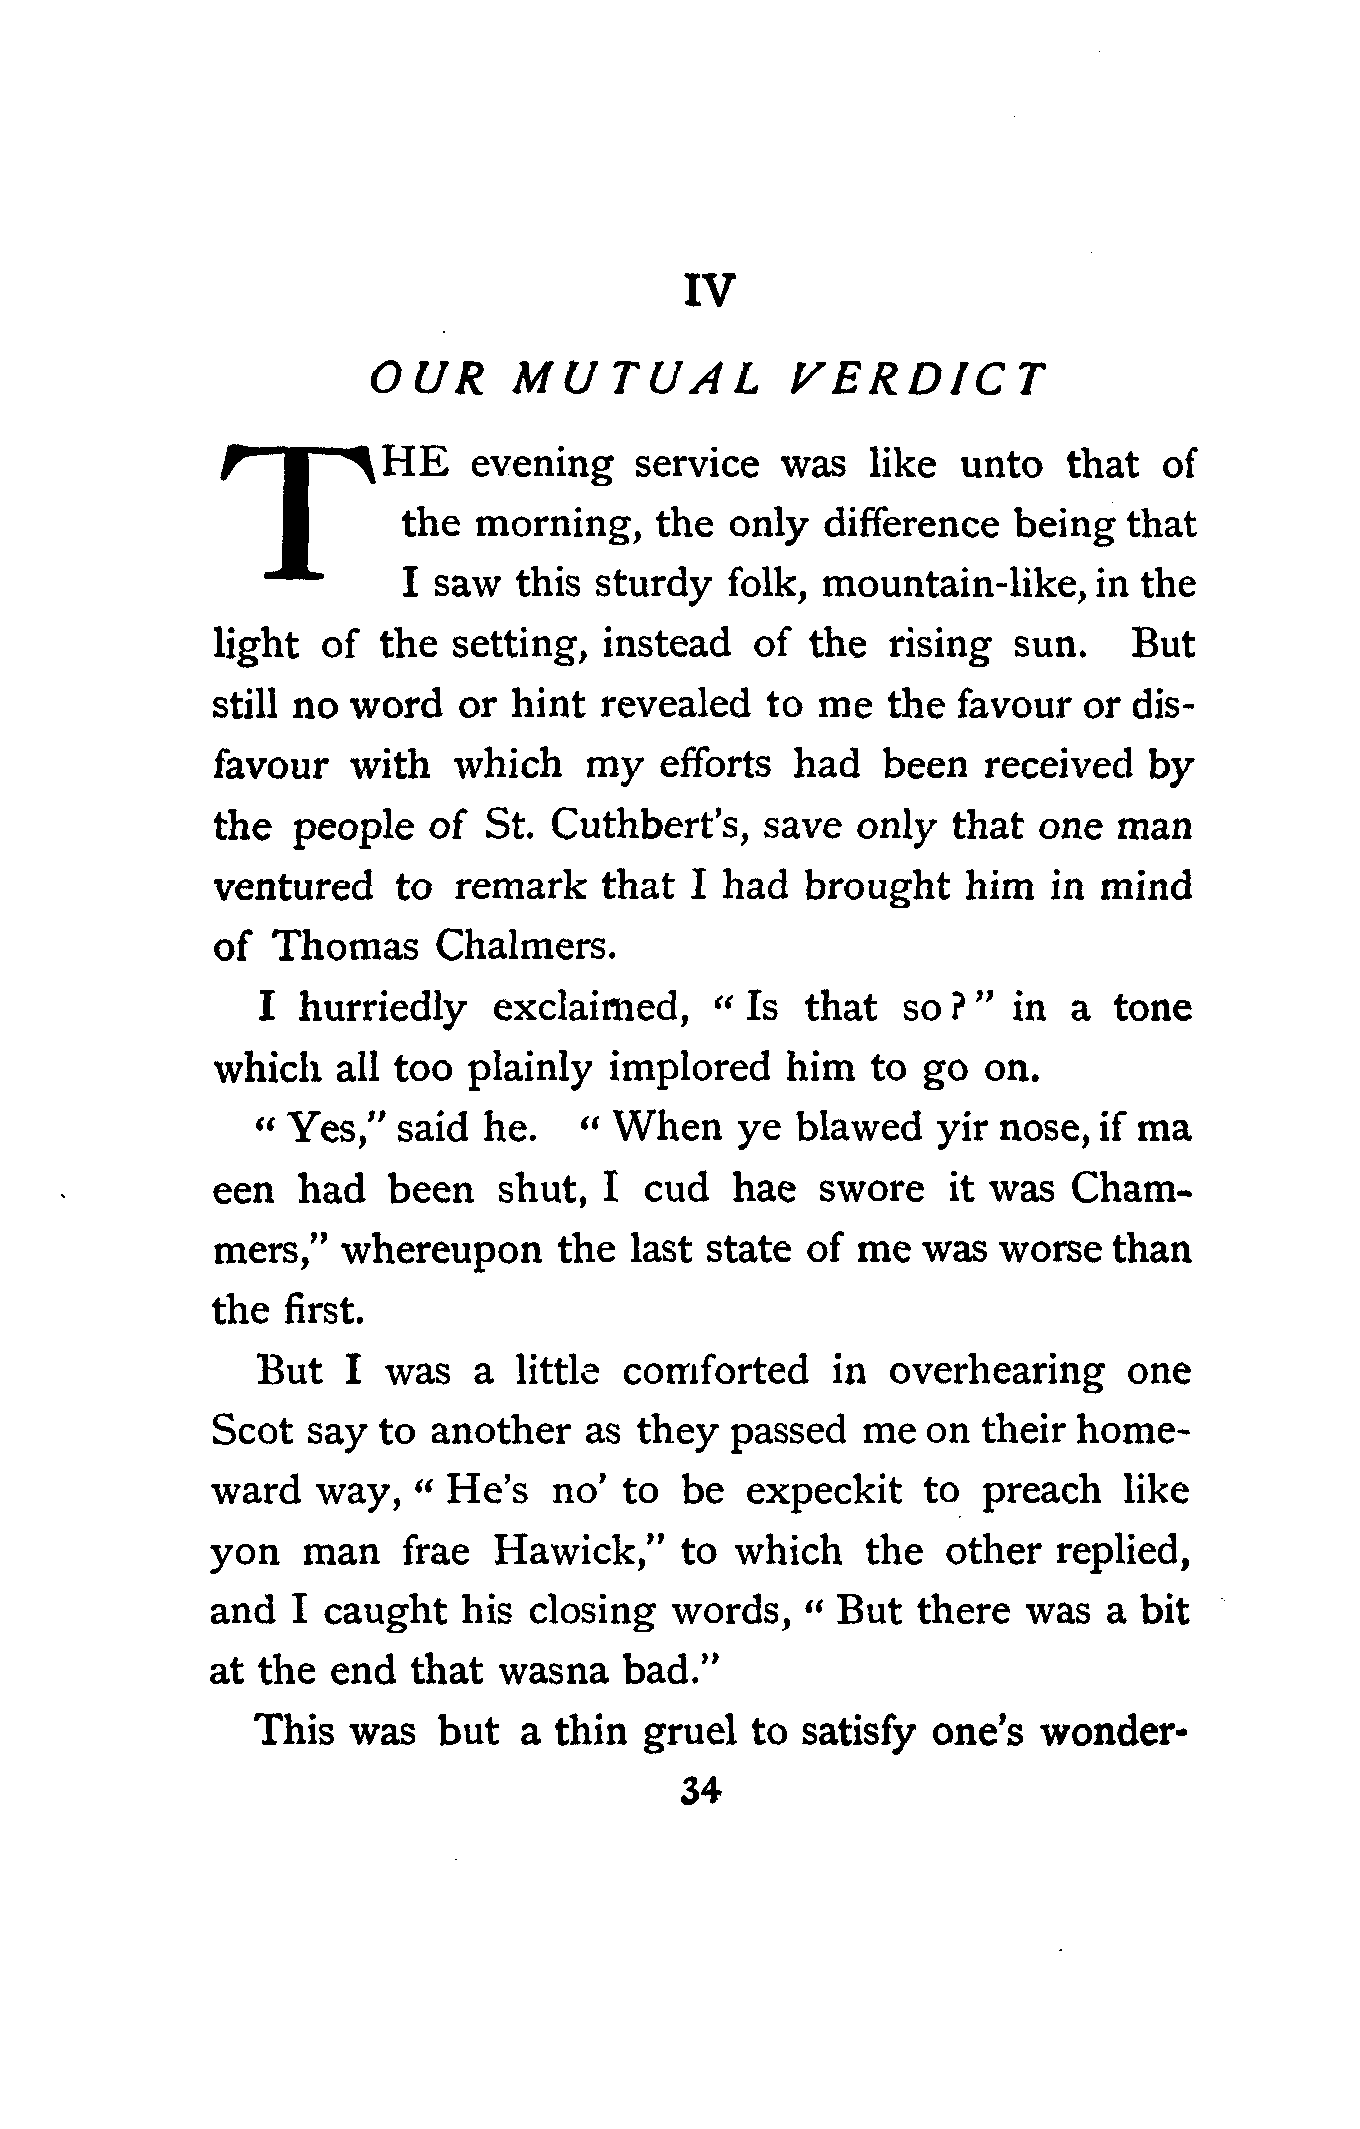 IV
OUR MUTUAL VERDICT
THE evening service was like unto that of
the morning, the only difference being that
I saw this sturdy folk, mountain-like, in the
light of the setting, instead of the rising sun. But
still no word or hint revealed to me the favour or dis-
favour with which my efforts had been received by
the people of St. Cuthbert's, save only that one man
ventured to remark that I had brought him in mind
of Thomas Chalmers.
I hurriedly exclaimed, "Is that so?" in a tone
which all too plainly implored him to go on.
"Yes," said he. "When ye blawed yir nose, if ma
een had been shut, I cud hae swore it was Cham-
mers," whereupon the last state of me was worse than
the first.
But I was a little comforted in overhearing one
Scot say to another as they passed me on their home-
ward way, "He's no' to be expeckit to preach like
yon man frae Hawick," to which the other replied,
and I caught his closing words, "But there was a bit
at the end that wasna bad."
This was but a thin gruel to satisfy one's wonder-
34